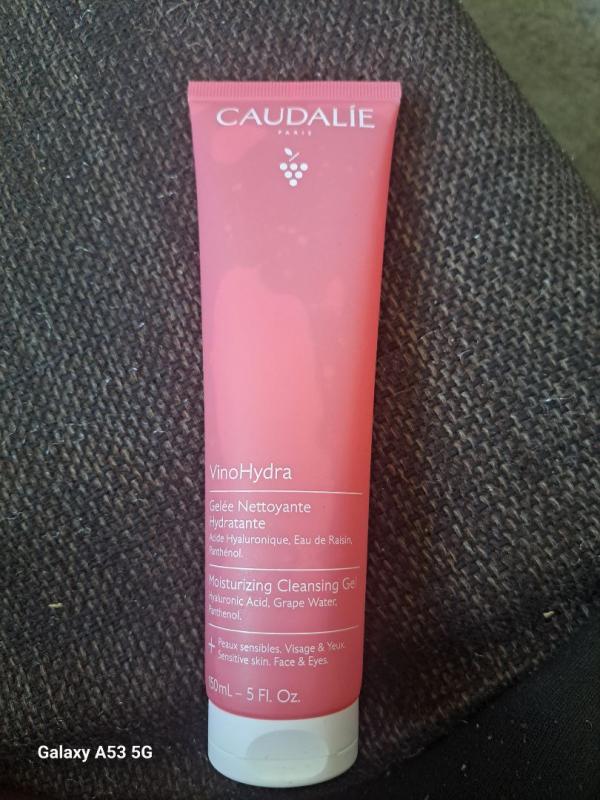 CAUDALÍE
PARIS
VinoHydra
Gelée Nettoyante
Hydratante
Acide Hyaluronique, Eau de Raisin,
Panthénol.
Moisturizing Cleansing Gel
Hyaluronic Acid, Grape Water,
Panthenol.
+ Peaux sensibles. Visage & Yeux.
Sensitive skin. Face & Eyes.
150mL – 5 Fl. Oz.
Galaxy A53 5G